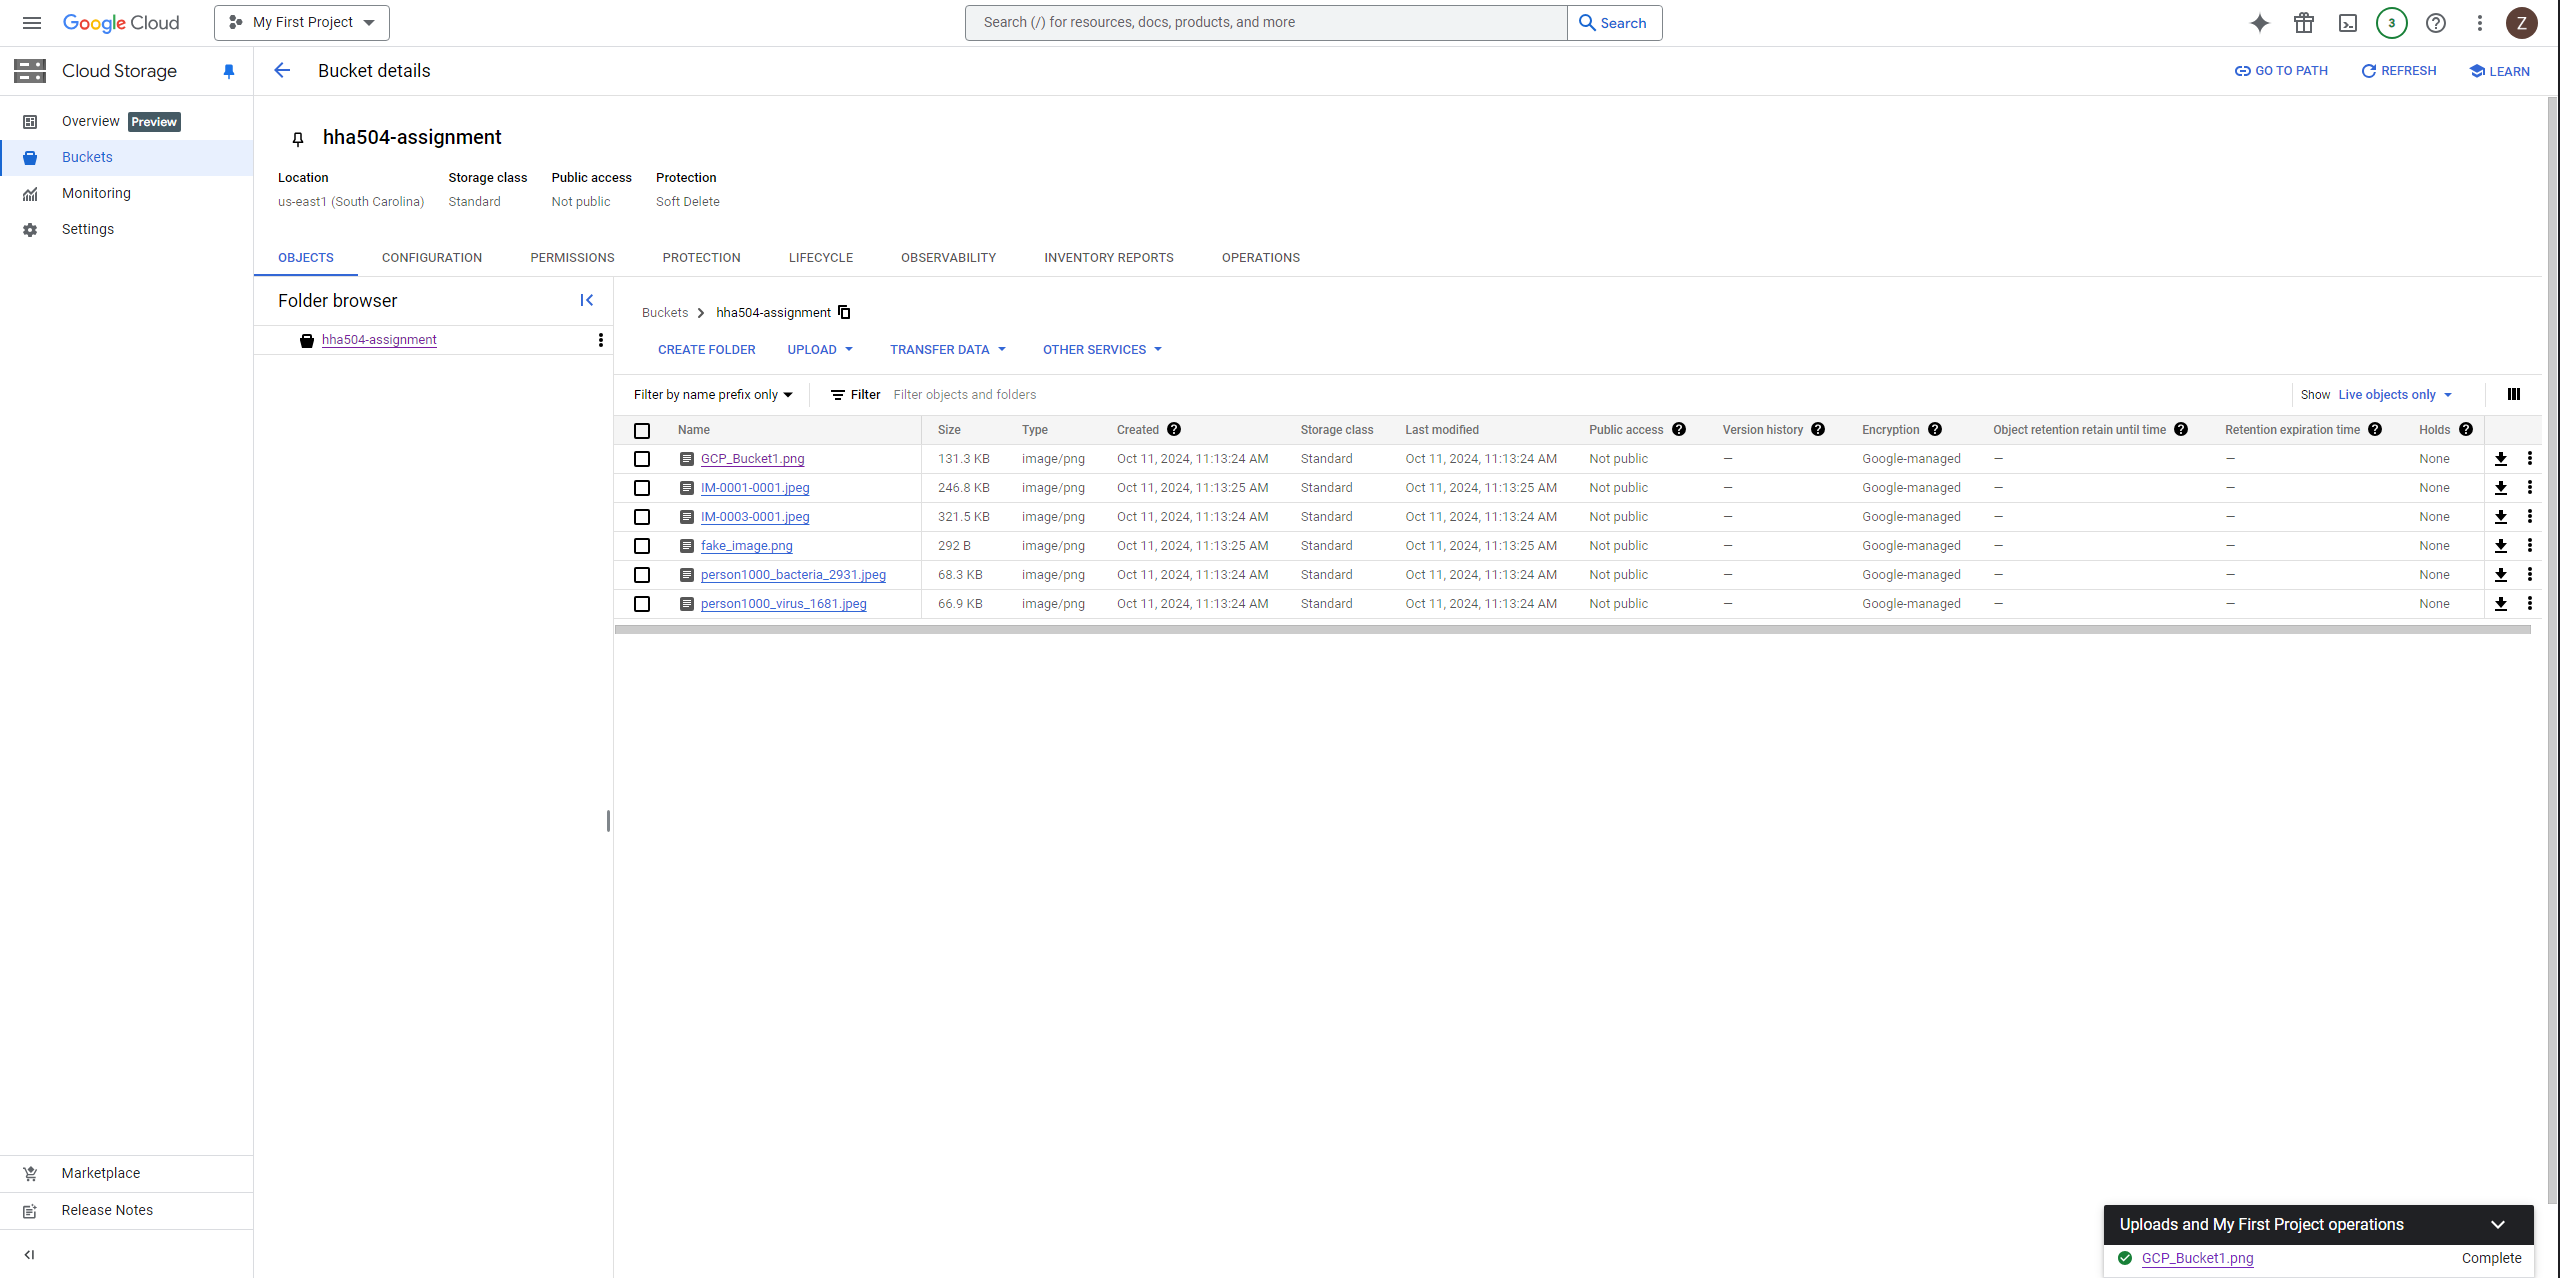 Google Cloud My First Project Search (/) for resources, docs, products, and more Search 3 Z
Cloud Storage Bucket details GO TO PATH REFRESH LEARN
Overview Preview
Buckets
Monitoring
Settings
Marketplace
Release Notes
hha504-assignment
Location Storage class Public access Protection
us-east1 (South Carolina) Standard Not public Soft Delete
OBJECTS CONFIGURATION PERMISSIONS PROTECTION LIFECYCLE OBSERVABILITY INVENTORY REPORTS OPERATIONS
Folder browser
hha504-assignment
Buckets hha504-assignment
CREATE FOLDER UPLOAD TRANSFER DATA OTHER SERVICES
Filter by name prefix only Filter Filter objects and folders Show Live objects only
Name Size Type Created Storage class Last modified Public access Version history Encryption Object retention retain until time Retention expiration time Holds
GCP_Bucket1.png 131.3 KB image/png Oct 11, 2024, 11:13:24 AM Standard Oct 11, 2024, 11:13:24 AM Not public — Google-managed — — None
IM-0001-0001.jpeg 246.8 KB image/png Oct 11, 2024, 11:13:25 AM Standard Oct 11, 2024, 11:13:25 AM Not public — Google-managed — — None
IM-0003-0001.jpeg 321.5 KB image/png Oct 11, 2024, 11:13:24 AM Standard Oct 11, 2024, 11:13:24 AM Not public — Google-managed — — None
fake_image.png 292 B image/png Oct 11, 2024, 11:13:25 AM Standard Oct 11, 2024, 11:13:25 AM Not public — Google-managed — — None
person1000_bacteria_2931.jpeg 68.3 KB image/png Oct 11, 2024, 11:13:24 AM Standard Oct 11, 2024, 11:13:24 AM Not public — Google-managed — — None
person1000_virus_1681.jpeg 66.9 KB image/png Oct 11, 2024, 11:13:24 AM Standard Oct 11, 2024, 11:13:24 AM Not public — Google-managed — — None
Uploads and My First Project operations
GCP_Bucket1.png Complete